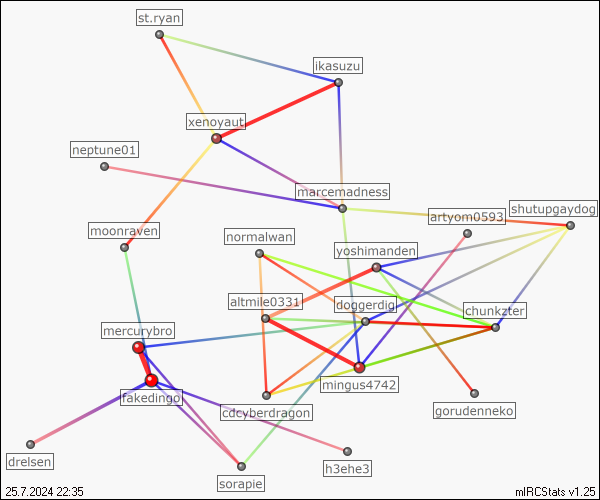 st.ryan
ikasuzu
xenoyaut
neptune01
marcemadness
shutupgaydog
artyom0593
moonraven
normalwan
yoshimanden
altmile0331
doggerdig
chunkzter
mercurybro
mingus4742
fakedingo
cdcyberdragon
gorudenneko
drelsen
h3ehe3
sorapie
25.7.2024 22:35
mIRCStats v1.25